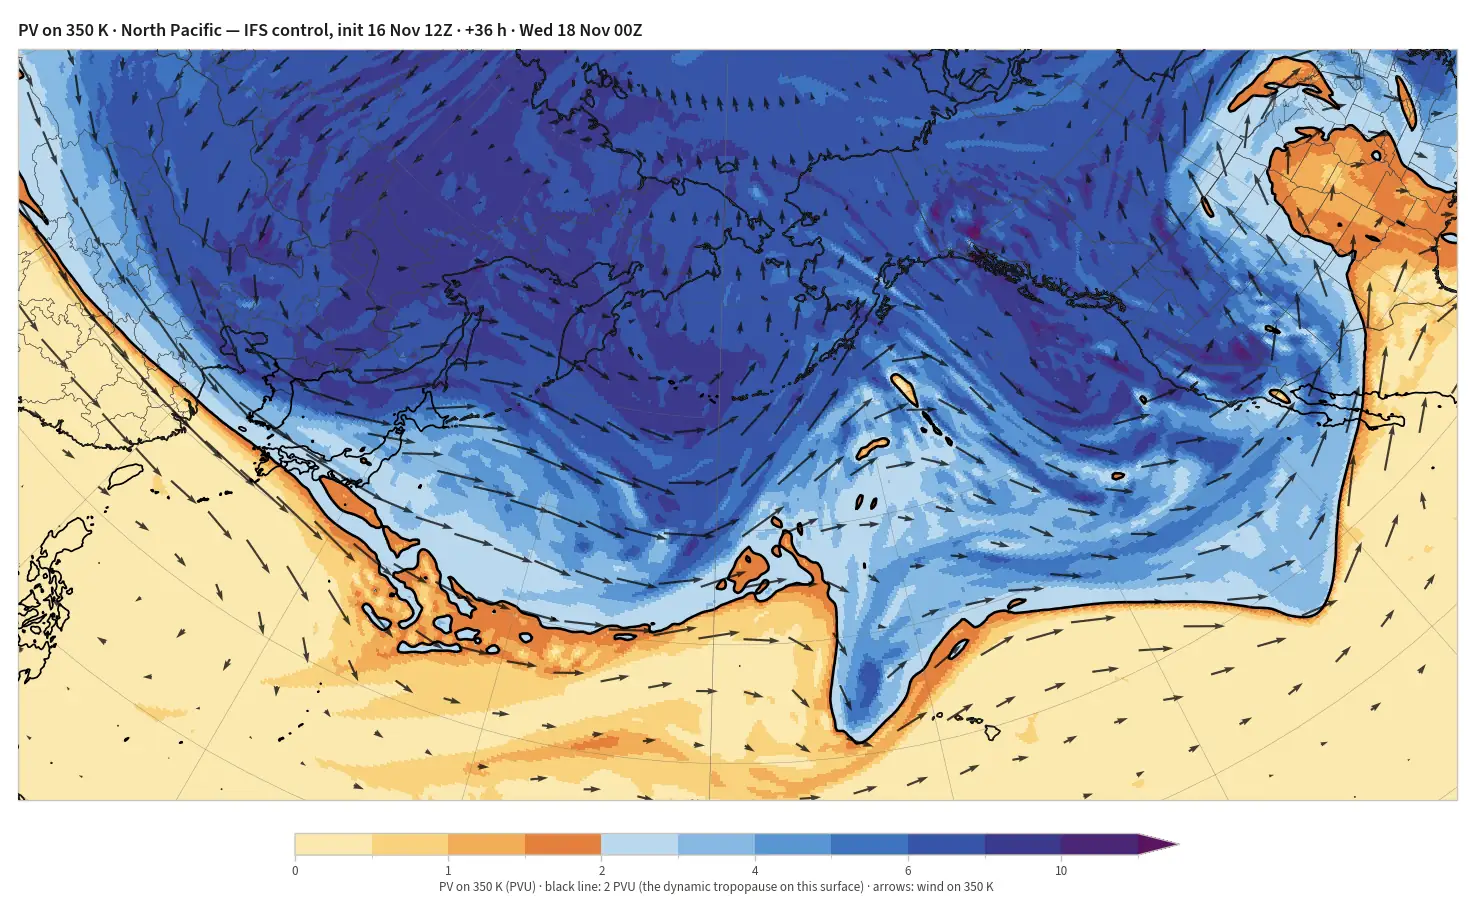 PV on 350 K · North Pacific — IFS control, init 16 Nov 12Z · +36 h · Wed 18 Nov 00Z
0 1 2 4 6 10
PV on 350 K (PVU) · black line: 2 PVU (the dynamic tropopause on this surface) · arrows: wind on 350 K